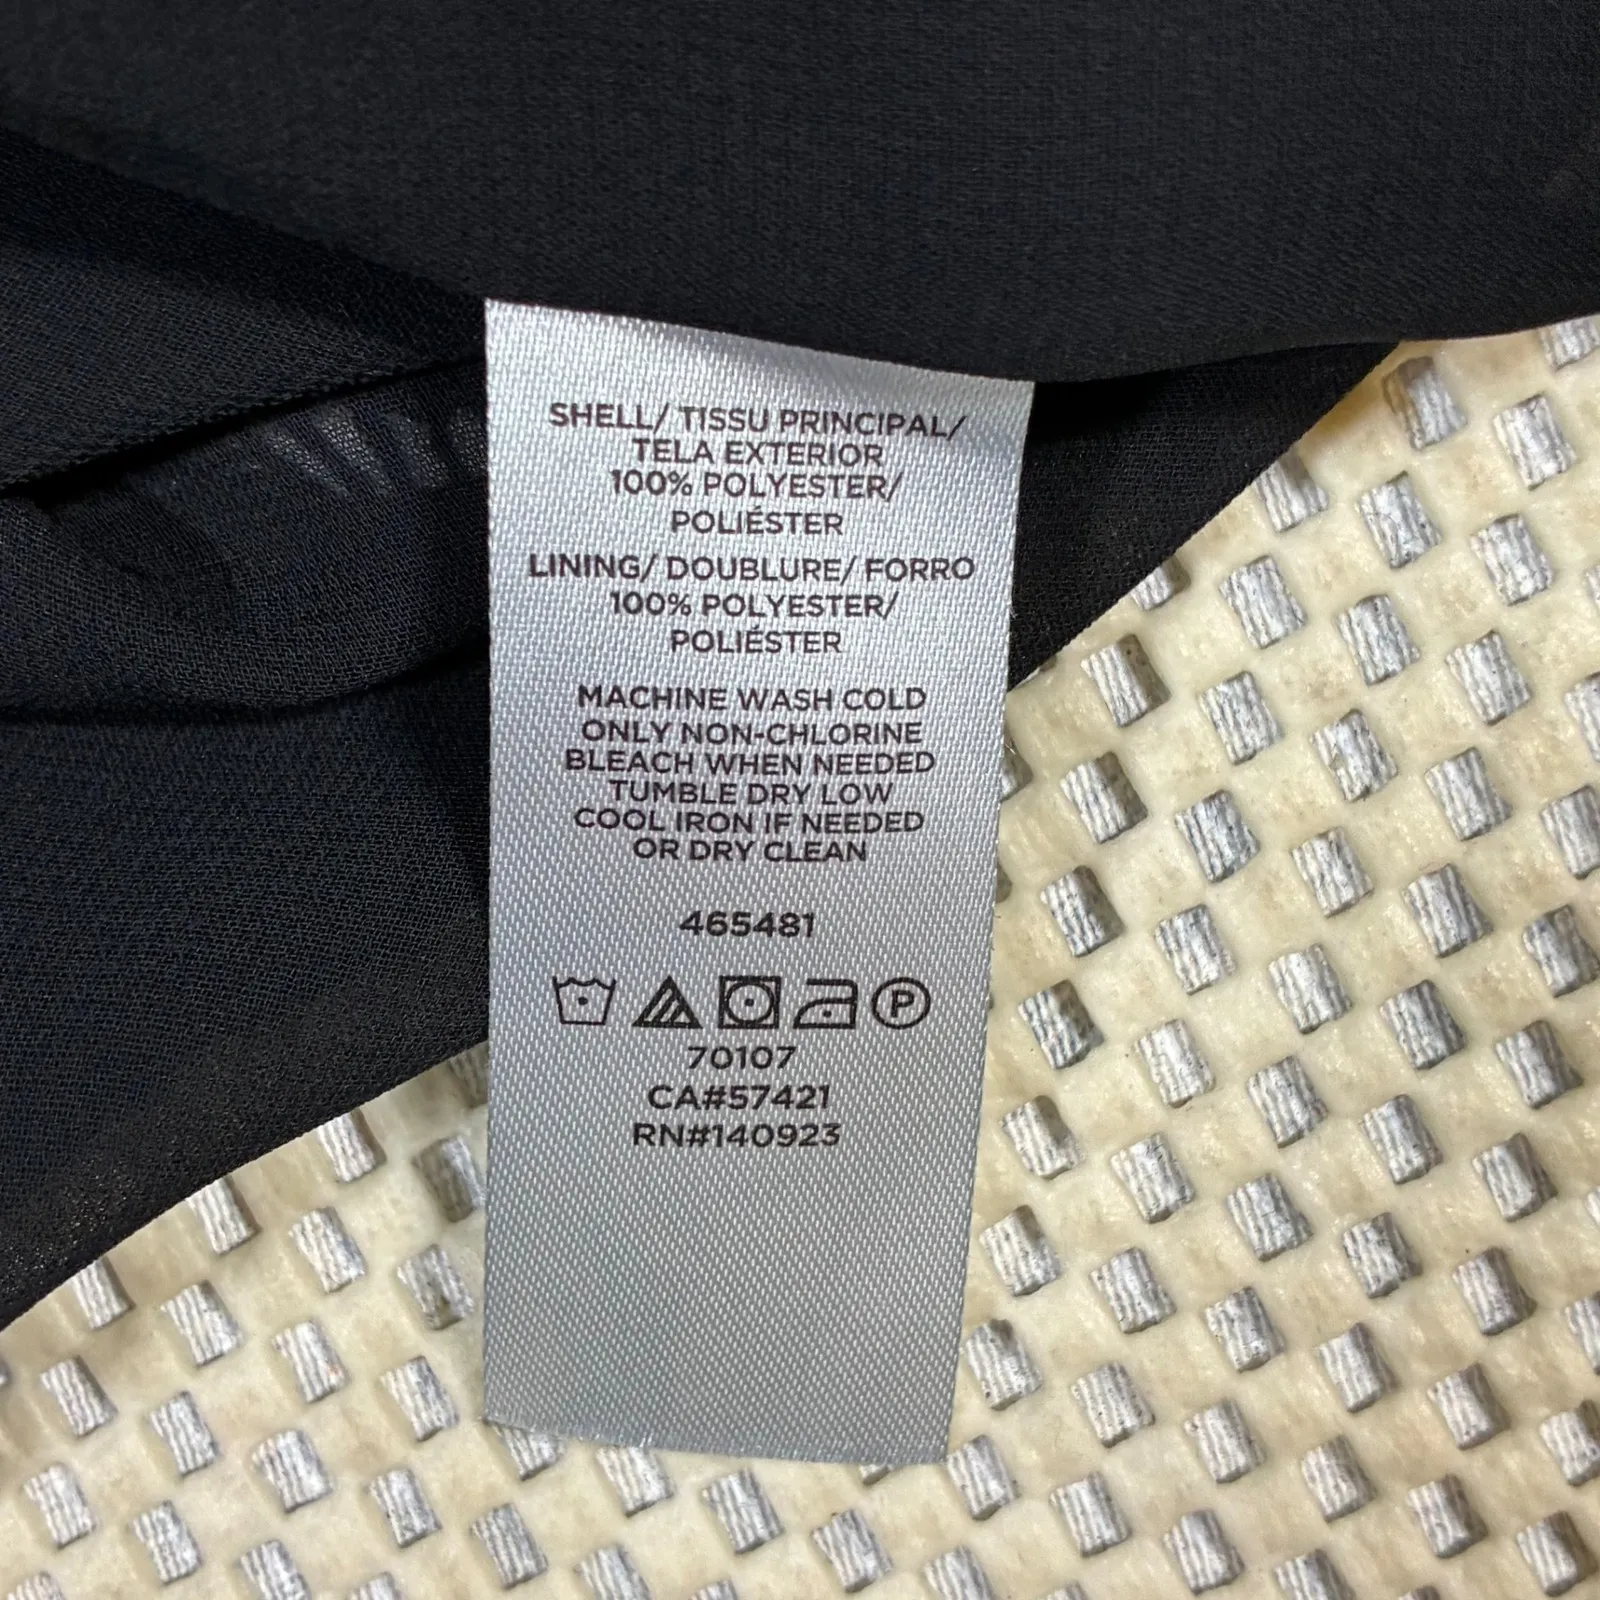 SHELL/ TISSU PRINCIPAL/
TELA EXTERIOR
100% POLYESTER/
POLIÉSTER
LINING/ DOUBLURE/ FORRO
100% POLYESTER/
POLIÉSTER
MACHINE WASH COLD
ONLY NON-CHLORINE
BLEACH WHEN NEEDED
TUMBLE DRY LOW
COOL IRON IF NEEDED
OR DRY CLEAN
465481
P
70107
CA#57421
RN#140923